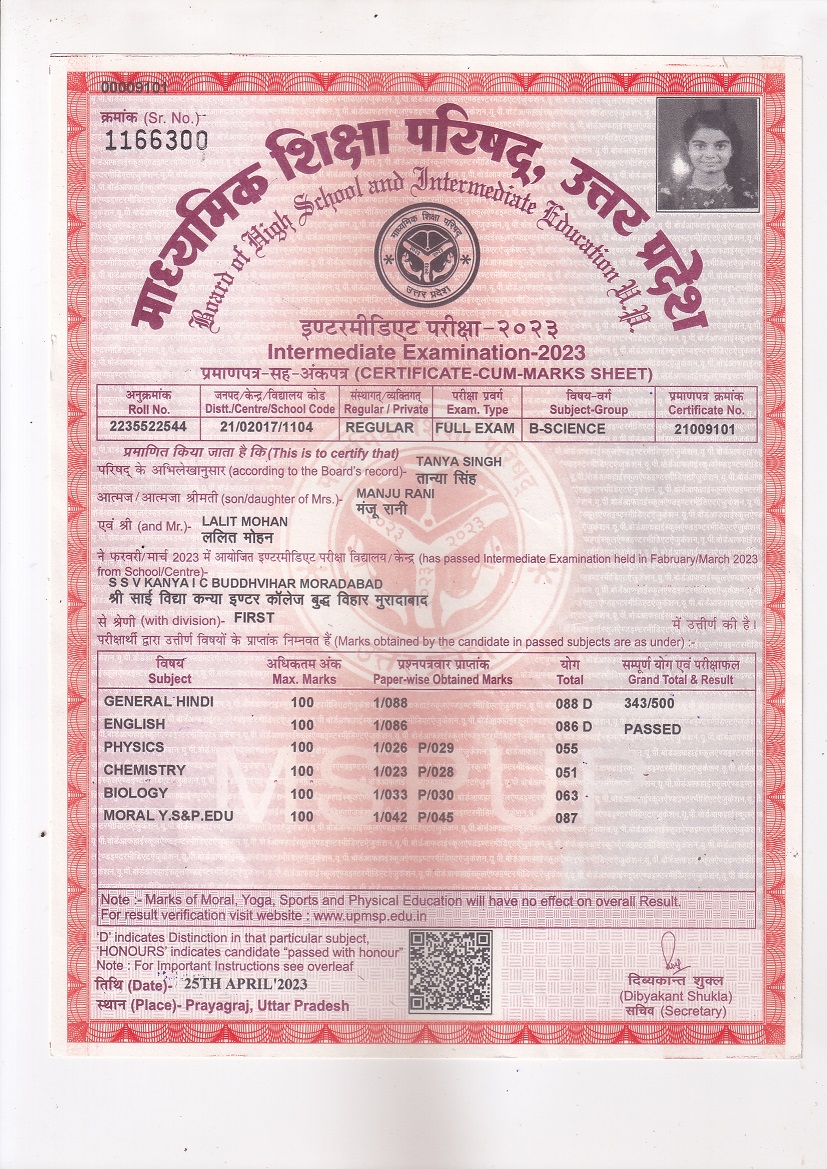 00009101
क्रमांक (Sr. No.)-
1166300
माध्यमिक शिक्षा परिषद्, उत्तर प्रदेश
Board of High School and Intermediate Education U.P.
माध्यमिक शिक्षा परिषद्
उत्तर प्रदेश
इण्टरमीडिएट परीक्षा-२०२३
Intermediate Examination-2023
प्रमाणपत्र-सह-अंकपत्र (CERTIFICATE-CUM-MARKS SHEET)
अनुक्रमांक जनपद/केन्द्र/विद्यालय कोड संस्थागत्/व्यक्तिगत् परीक्षा प्रवर्ग विषय-वर्ग प्रमाणपत्र क्रमांक
Roll No. Distt./Centre/School Code Regular / Private Exam. Type Subject-Group Certificate No.
2235522544 21/02017/1104 REGULAR FULL EXAM B-SCIENCE 21009101
प्रमाणित किया जाता है कि (This is to certify that)
परिषद् के अभिलेखानुसार (according to the Board's record)- TANYA SINGH
तान्या सिंह
आत्मज/आत्मजा श्रीमती (son/daughter of Mrs.)- MANJU RANI
मंजू रानी
एवं श्री (and Mr.)- LALIT MOHAN
ललित मोहन
ने फरवरी/मार्च 2023 में आयोजित इण्टरमीडिएट परीक्षा विद्यालय/केन्द्र (has passed Intermediate Examination held in Fabruary/March 2023
from School/Centre)-
S S V KANYA I C BUDDHVIHAR MORADABAD
श्री साई विद्या कन्या इण्टर कॉलेज बुद्ध विहार मुरादाबाद
से श्रेणी (with division)- FIRST में उत्तीर्ण की है।
परीक्षार्थी द्वारा उत्तीर्ण विषयों के प्राप्तांक निम्नवत हैं (Marks obtained by the candidate in passed subjects are as under) :-
विषय अधिकतम अंक प्रश्नपत्रवार प्राप्तांक योग सम्पूर्ण योग एवं परीक्षाफल
Subject Max. Marks Paper-wise Obtained Marks Total Grand Total & Result
GENERAL HINDI 100 1/088 088 D 343/500
ENGLISH 100 1/086 086 D PASSED
PHYSICS 100 1/026 P/029 055
CHEMISTRY 100 1/023 P/028 051
BIOLOGY 100 1/033 P/030 063
MORAL Y.S&P.EDU 100 1/042 P/045 087
MSPUP
Note :- Marks of Moral, Yoga, Sports and Physical Education will have no effect on overall Result.
For result verification visit website : www.upmsp.edu.in
'D' indicates Distinction in that particular subject,
'HONOURS' indicates candidate "passed with honour"
Note : For Important Instructions see overleaf
तिथि (Date)- 25TH APRIL'2023
स्थान (Place)- Prayagraj, Uttar Pradesh
दिब्यकान्त शुक्ल
(Dibyakant Shukla)
सचिव (Secretary)